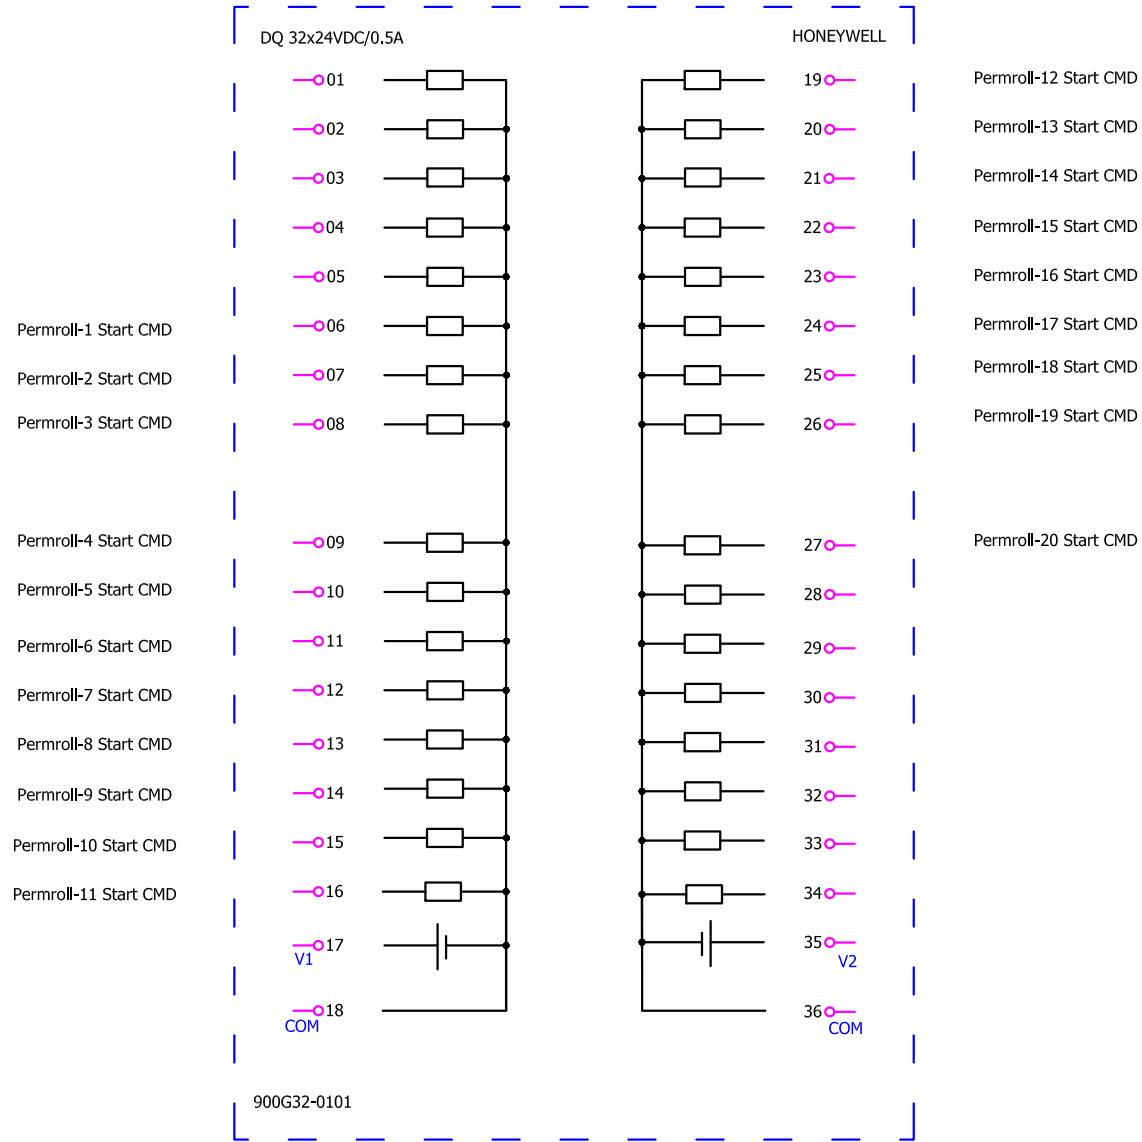 DQ 32x24VDC/0.5A
HONEYWELL
01
19
Permroll-12 Start CMD
02
20
Permroll-13 Start CMD
03
21
Permroll-14 Start CMD
04
22
Permroll-15 Start CMD
05
23
Permroll-16 Start CMD
Permroll-1 Start CMD
06
24
Permroll-17 Start CMD
Permroll-2 Start CMD
07
25
Permroll-18 Start CMD
Permroll-3 Start CMD
08
26
Permroll-19 Start CMD
Permroll-4 Start CMD
09
27
Permroll-20 Start CMD
Permroll-5 Start CMD
10
28
Permroll-6 Start CMD
11
29
Permroll-7 Start CMD
12
30
Permroll-8 Start CMD
13
31
Permroll-9 Start CMD
14
32
Permroll-10 Start CMD
15
33
Permroll-11 Start CMD
16
34
17
35
V1
V2
18
36
COM
COM
900G32-0101